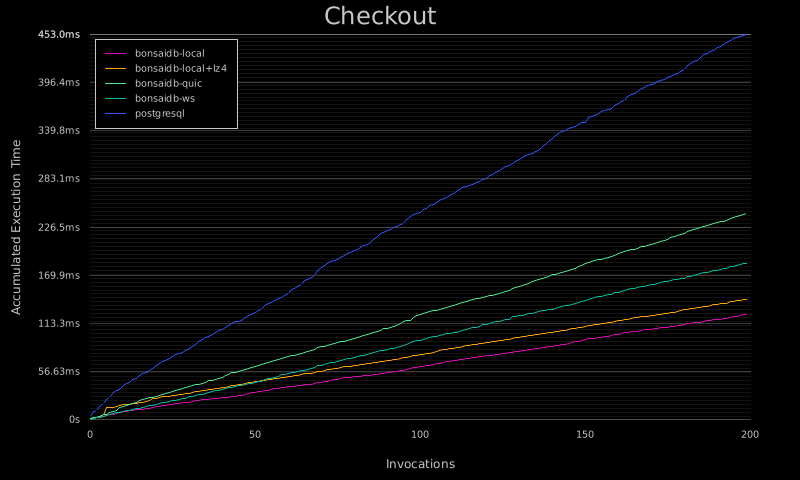 Checkout
453.0ms
396.4ms
339.8ms
283.1ms
226.5ms
169.9ms
113.3ms
56.63ms
0s
Accumulated Execution Time
bonsaidb-local
bonsaidb-local+lz4
bonsaidb-quic
bonsaidb-ws
postgresql
0 50 100 150 200
Invocations